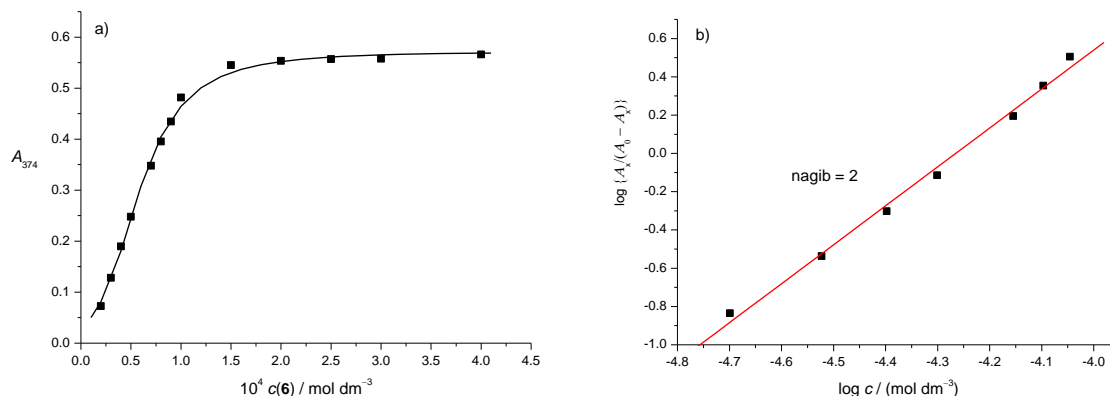 a)
A₃₇₄
0.6
0.5
0.4
0.3
0.2
0.1
0.0
0.0 0.5 1.0 1.5 2.0 2.5 3.0 3.5 4.0 4.5
10⁴ c(6) / mol dm⁻³
b)
log {Aₓ/(A₀ − Aₓ)}
0.6
0.4
0.2
0.0
-0.2
-0.4
-0.6
-0.8
-1.0
nagib = 2
-4.8 -4.7 -4.6 -4.5 -4.4 -4.3 -4.2 -4.1 -4.0
log c / (mol dm⁻³)